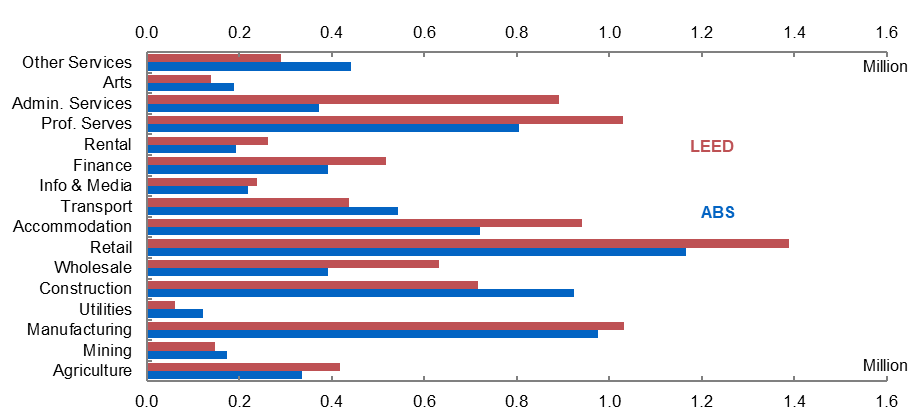 0.0 0.2 0.4 0.6 0.8 1.0 1.2 1.4 1.6
Million
Other Services
Arts
Admin. Services
Prof. Serves
Rental
LEED
Finance
Info & Media
Transport
ABS
Accommodation
Retail
Wholesale
Construction
Utilities
Manufacturing
Mining
Million
Agriculture
0.0 0.2 0.4 0.6 0.8 1.0 1.2 1.4 1.6